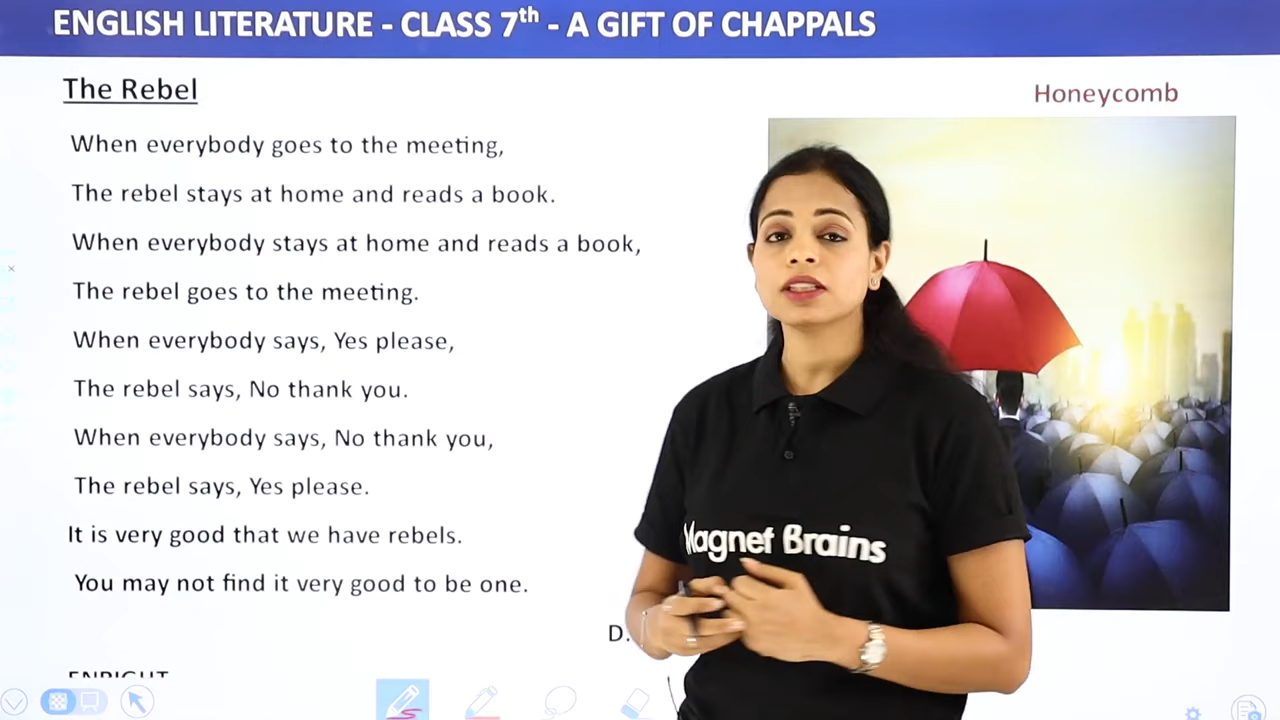 ENGLISH LITERATURE - CLASS 7th - A GIFT OF CHAPPALS
The Rebel
Honeycomb
When everybody goes to the meeting,
The rebel stays at home and reads a book.
When everybody stays at home and reads a book,
The rebel goes to the meeting.
When everybody says, Yes please,
The rebel says, No thank you.
When everybody says, No thank you,
The rebel says, Yes please.
It is very good that we have rebels.
You may not find it very good to be one.
D.
ENRIGHT
Magnet Brains